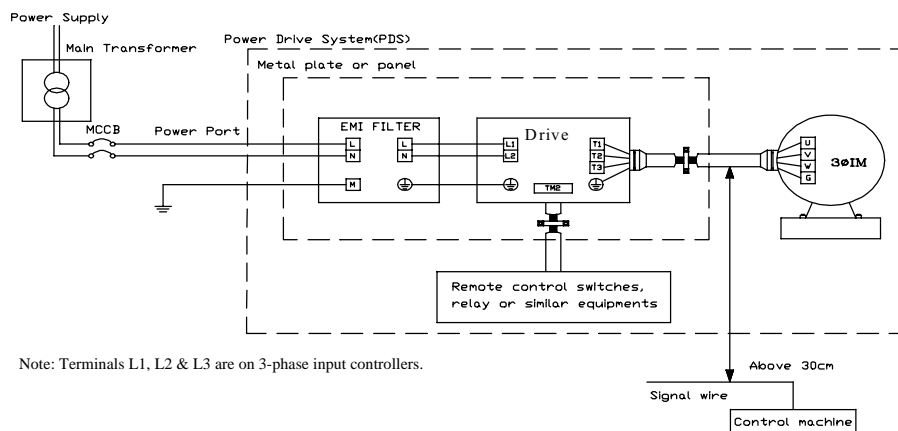 Power Supply
Main Transformer
Power Drive System(PDS)
Metal plate or panel
MCCB
Power Port
EMI FILTER
L
N
M
L
N
Drive
L1
L2
T1
T2
T3
TM2
U
V
W
G
3øIM
Remote control switches,
relay or similar equipments
Note: Terminals L1, L2 & L3 are on 3-phase input controllers.
Above 30cm
Signal wire
Control machine